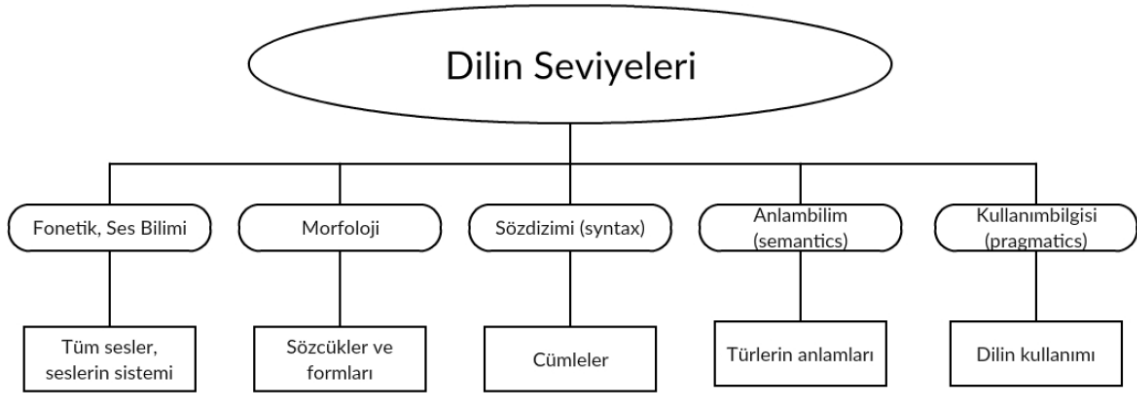 Dilin Seviyeleri
Fonetik, Ses Bilimi
Morfoloji
Sözdizimi (syntax)
Anlambilim
(semantics)
Kullanımbilgisi
(pragmatics)
Tüm sesler,
seslerin sistemi
Sözcükler ve
formları
Cümleler
Türlerin anlamları
Dilin kullanımı